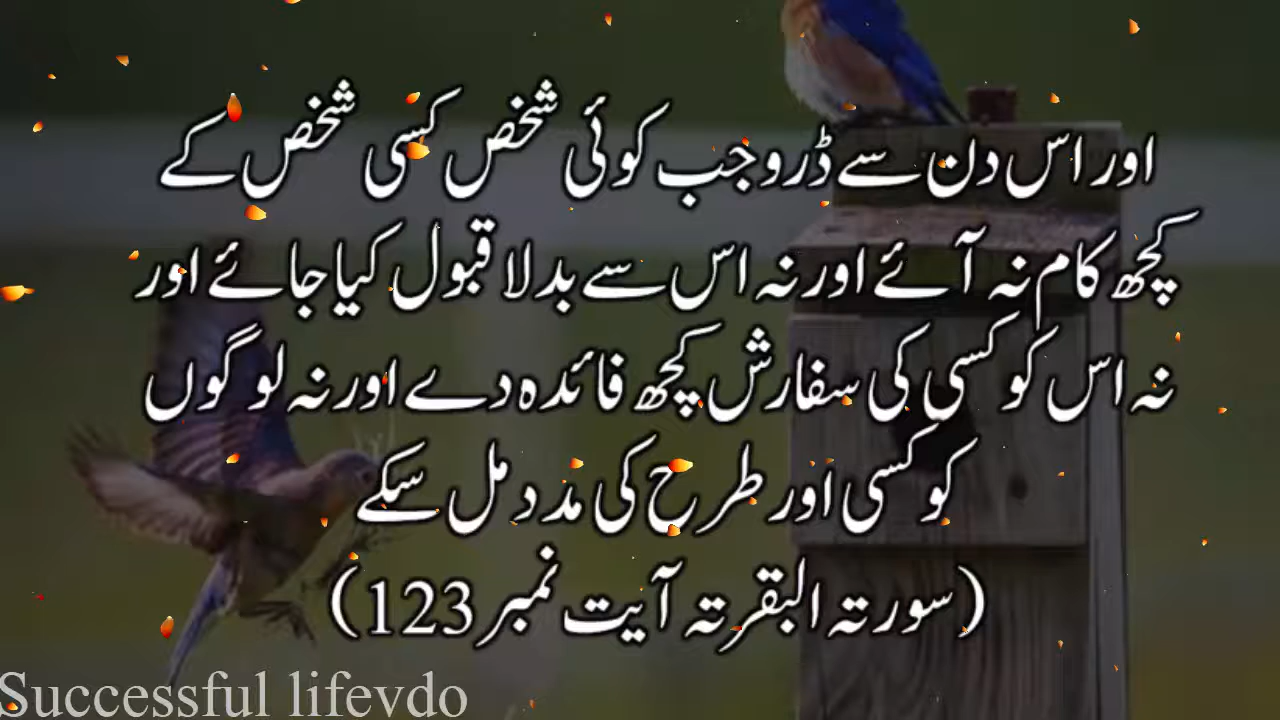 اور اس دن سے ڈرو جب کوئی شخص کسی شخص کے
کچھ کام نہ آئے اور نہ اس سے بدلا قبول کیا جائے اور
نہ اس کو کسی کی سفارش کچھ فائدہ دے اور نہ لوگوں
کو کسی اور طرح کی مدد مل سکے
(سورتہ البقرتہ آیت نمبر 123)
Successful lifevdo